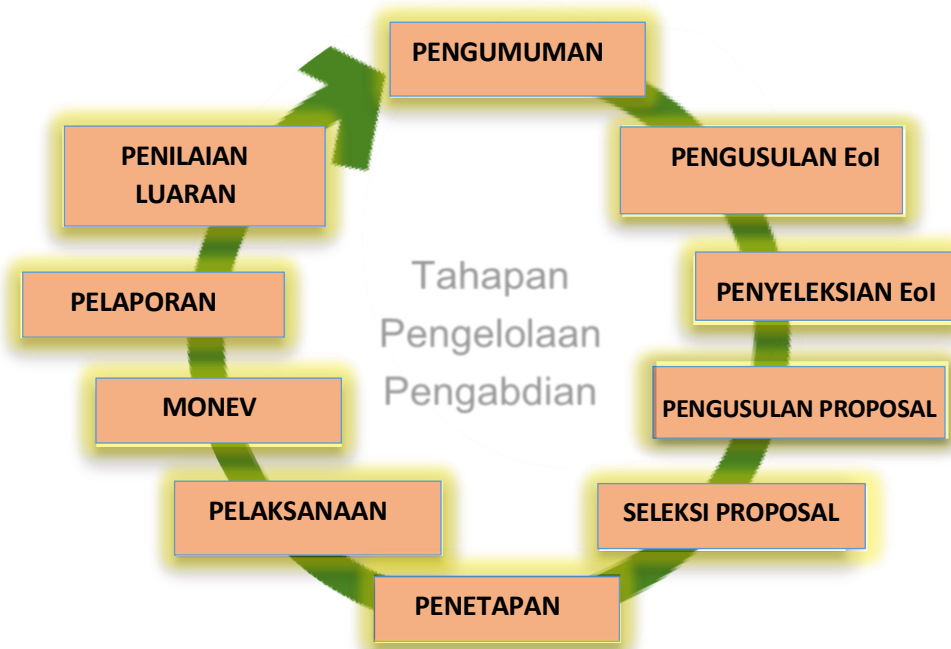 PENGUMUMAN
PENGUSULAN EoI
PENYELEKSIAN EoI
PENGUSULAN PROPOSAL
SELEKSI PROPOSAL
PENETAPAN
PELAKSANAAN
MONEV
PELAPORAN
PENILAIAN
LUARAN
Tahapan
Pengelolaan
Pengabdian